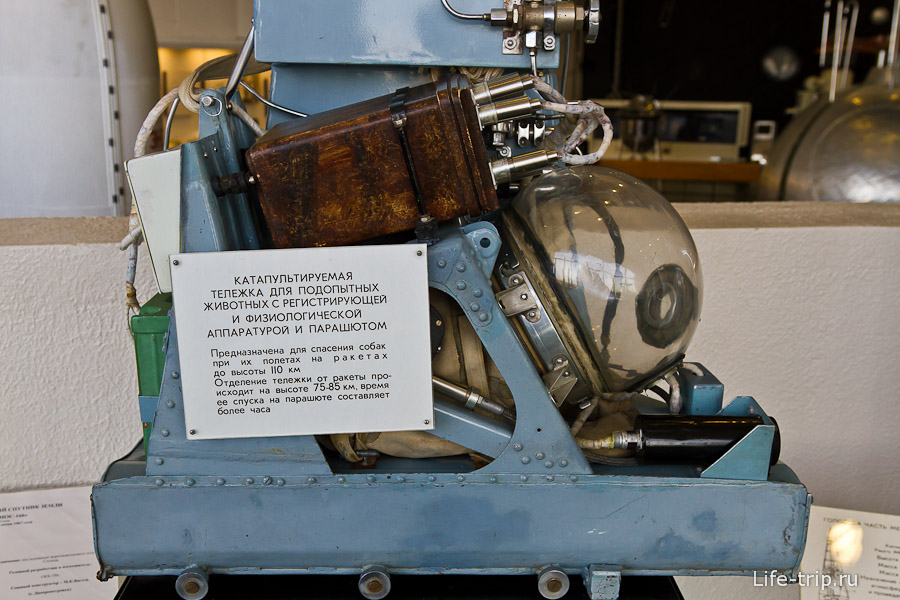 КАТАПУЛЬТИРУЕМАЯ
ТЕЛЕЖКА ДЛЯ ПОДОПЫТНЫХ
ЖИВОТНЫХ С РЕГИСТРИРУЮЩЕЙ
И ФИЗИОЛОГИЧЕСКОЙ
АППАРАТУРОЙ И ПАРАШЮТОМ
Предназначена для спасения собак
при их полетах на ракетах
до высоты 110 км
Отделение тележки от ракеты про-
исходит на высоте 75-85 км, время
ее спуска на парашюте составляет
более часа
Й СПУТНИК ЗЕМЛИ
Life-trip.ru